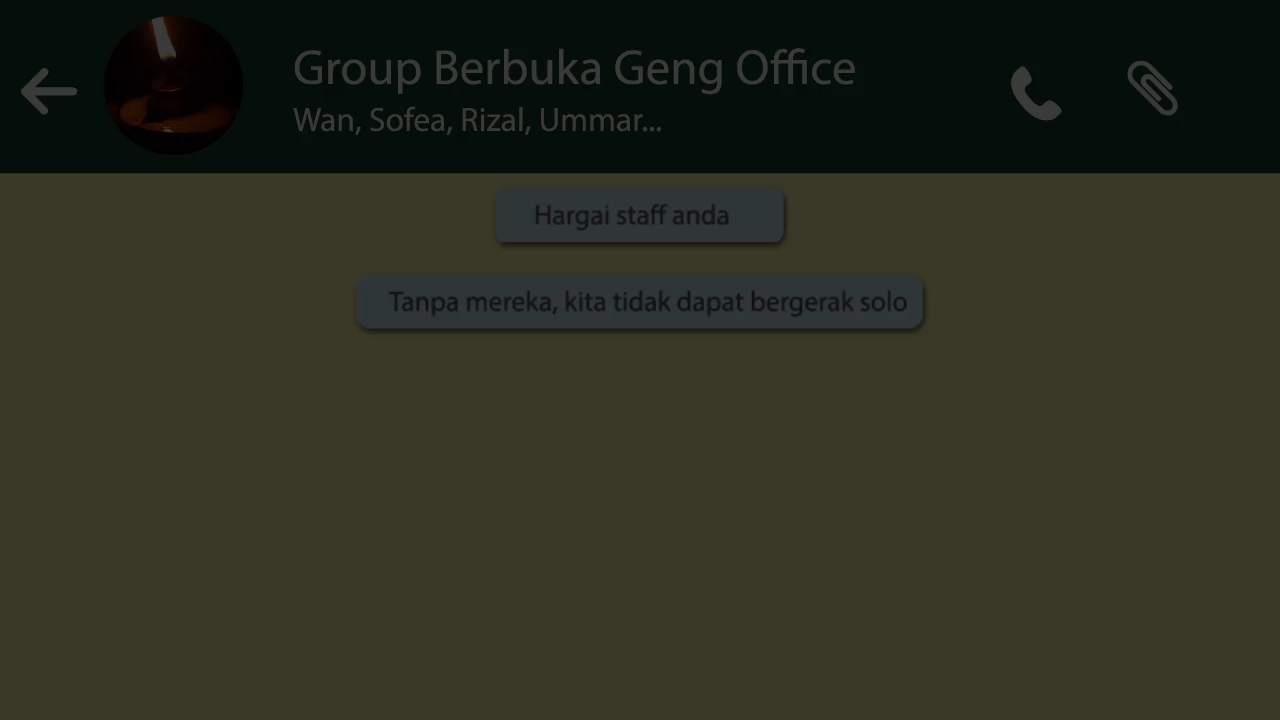 Group Berbuka Geng Office
Wan, Sofea, Rizal, Ummar...
Hargai staff anda
Tanpa mereka, kita tidak dapat bergerak solo